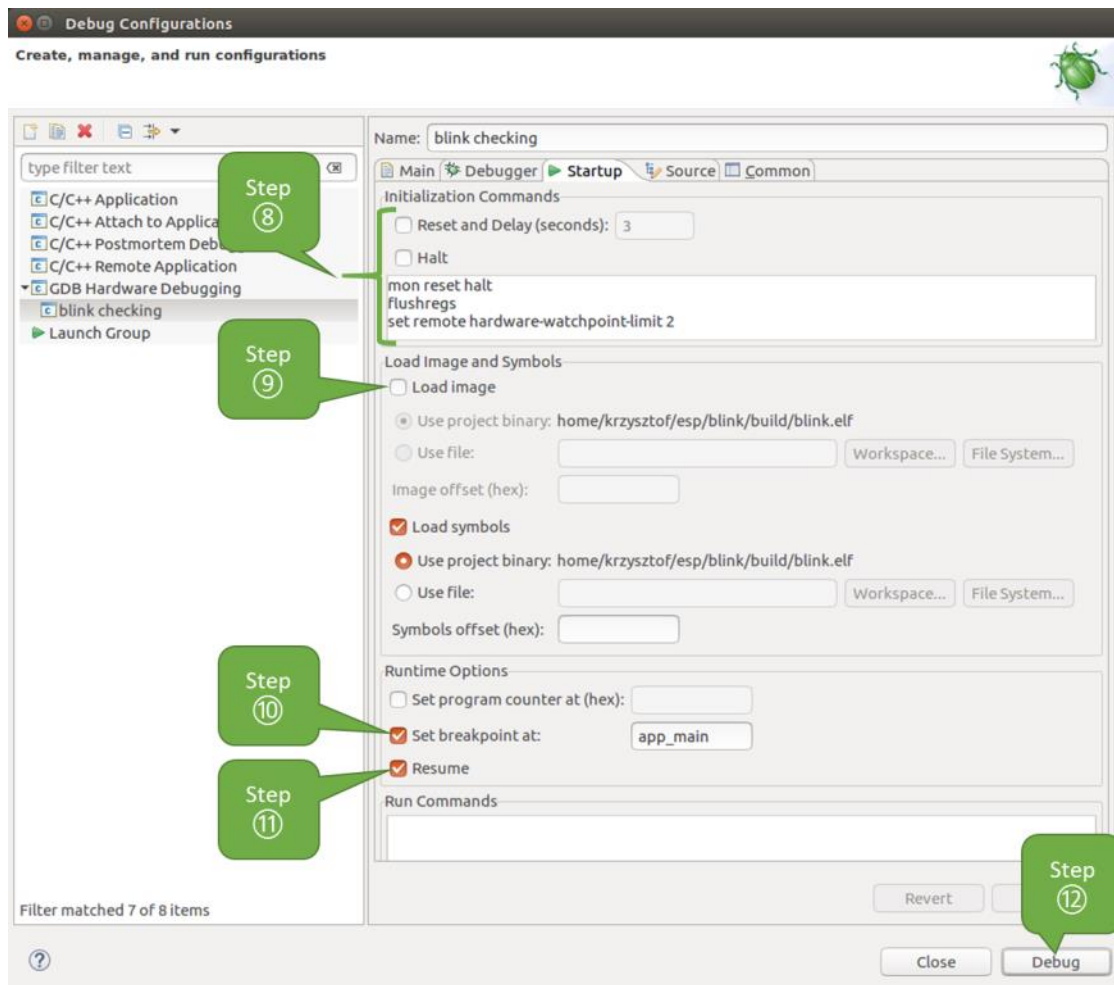 Debug Configurations
Create, manage, and run configurations
type filter text
C/C++ Application
C/C++ Attach to Applica
C/C++ Postmortem Debu
C/C++ Remote Application
GDB Hardware Debugging
blink checking
Launch Group
Filter matched 7 of 8 items
Name: blink checking
Main Debugger Startup Source Common
Initialization Commands
Reset and Delay (seconds): 3
Halt
mon reset halt
flushregs
set remote hardware-watchpoint-limit 2
Load Image and Symbols
Load image
Use project binary: home/krzysztof/esp/blink/build/blink.elf
Use file: Workspace... File System...
Image offset (hex):
Load symbols
Use project binary: home/krzysztof/esp/blink/build/blink.elf
Use file: Workspace... File System...
Symbols offset (hex):
Runtime Options
Set program counter at (hex):
Set breakpoint at: app_main
Resume
Run Commands
Revert
Close Debug
Step
⑧
Step
⑨
Step
⑩
Step
⑪
Step
⑫